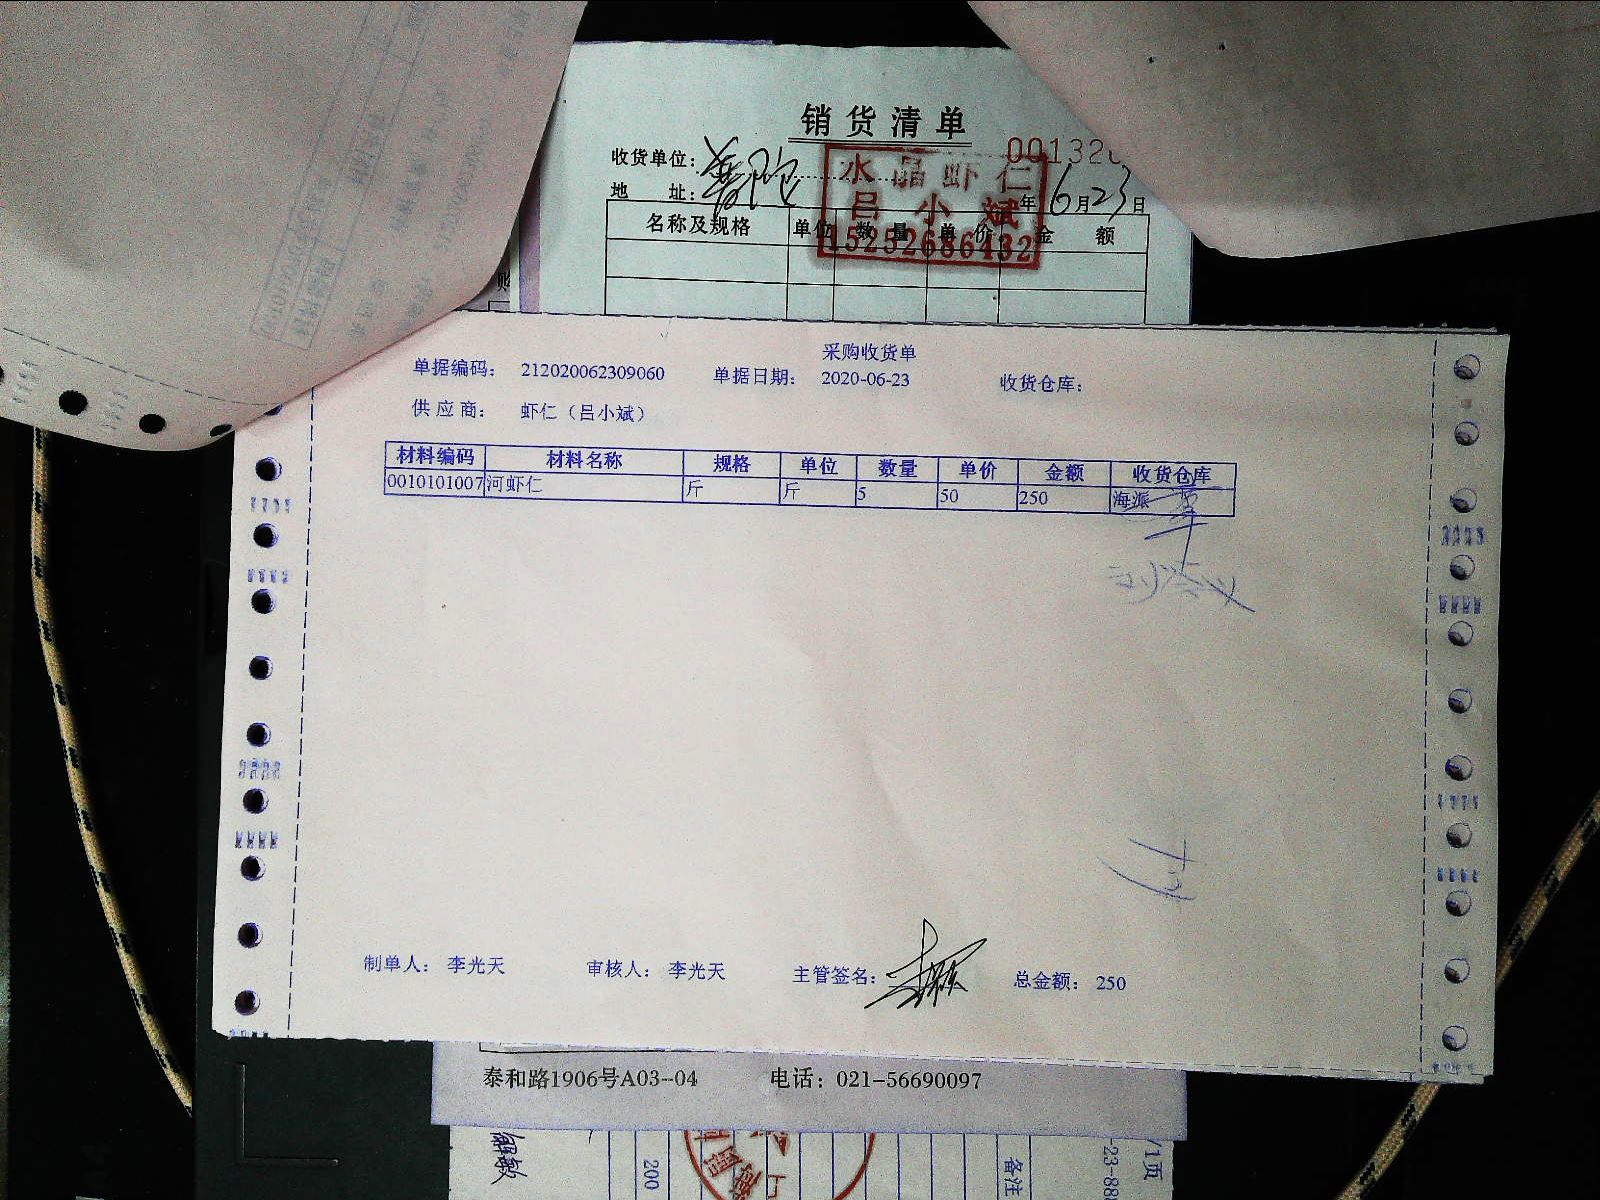 销货清单
收货单位：
001320
水晶虾仁
吕小斌
15252686432
地 址：
年6月23日
名称及规格 单位 数量 单价 金额
采购收货单
单据编码： 212020062309060 单据日期： 2020-06-23 收货仓库：
供应商： 虾仁（吕小斌）
材料编码 材料名称 规格 单位 数量 单价 金额 收货仓库
0010101007 河虾仁 斤 斤 5 50 250 海派
制单人： 李光天 审核人： 李光天 主管签名： 总金额： 250
泰和路1906号A03-04 电话：021-56690097
200
备注
/1页